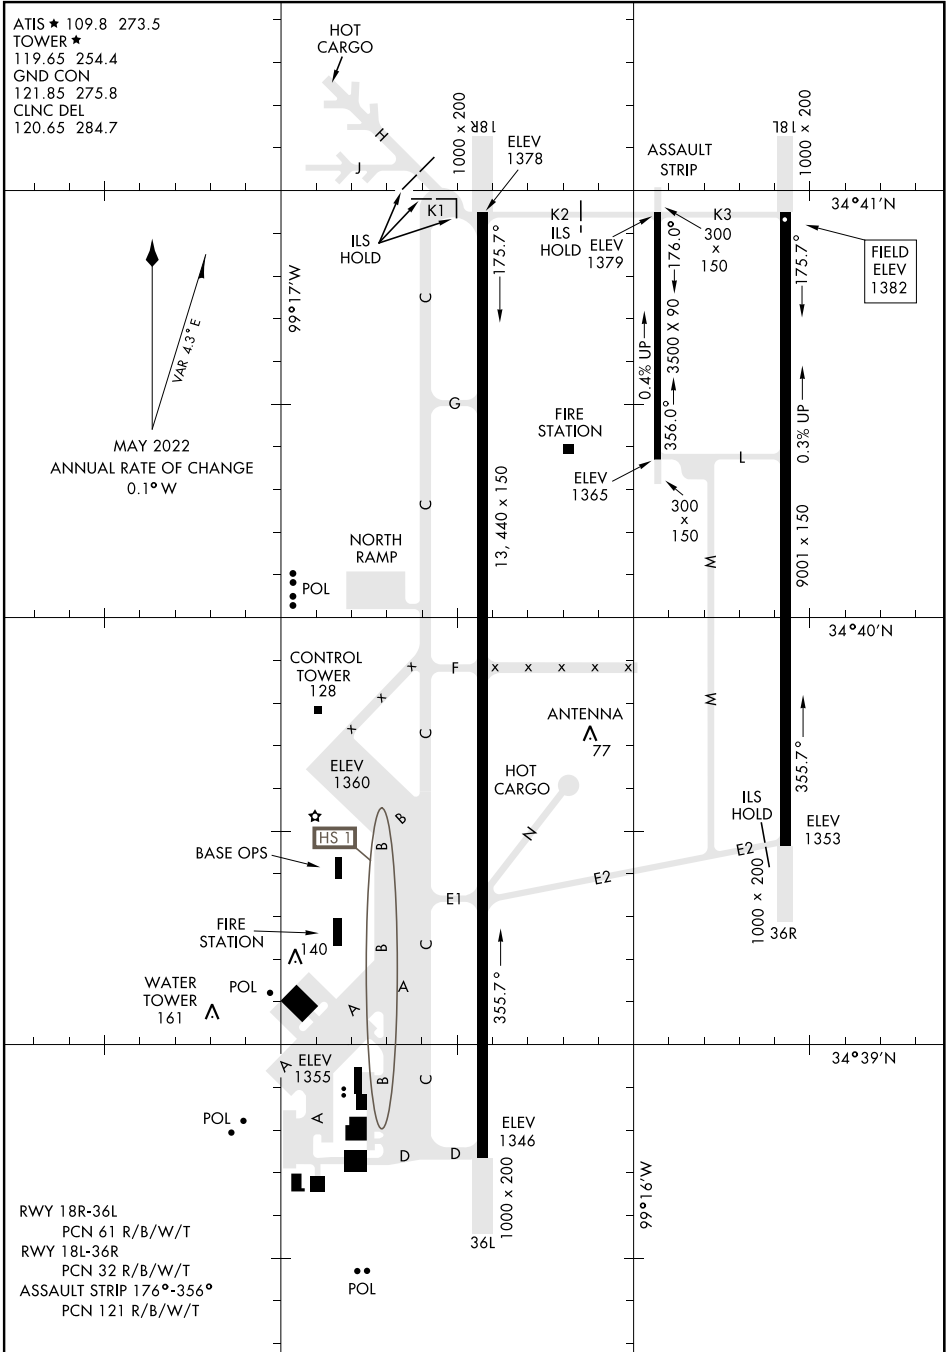 ATIS ★ 109.8 273.5
TOWER ★
119.65 254.4
GND CON
121.85 275.8
CLNC DEL
120.65 284.7
HOT
CARGO
H
J
1000 x 200
18R
ELEV
1378
ASSAULT
STRIP
18L
1000 x 200
34°41'N
K1
ILS
HOLD
K2
ILS
HOLD
ELEV
1379
K3
300
x
150
FIELD
ELEV
1382
99°17'W
VAR 4.3° E
MAY 2022
ANNUAL RATE OF CHANGE
0.1° W
C
175.7°
176.0°
175.7°
G
0.4% UP
3500 X 90
356.0°
0.3% UP
FIRE
STATION
L
ELEV
1365
300
x
150
C
13, 440 x 150
9001 x 150
NORTH
RAMP
POL
M
34°40'N
CONTROL
TOWER
128
x
x
x
F
x x x x x
ANTENNA
77
M
C
ELEV
1360
HOT
CARGO
355.7°
ILS
HOLD
ELEV
1353
HS 1
B
B
N
BASE OPS
E2
E2
1000 x 200
36R
E1
FIRE
STATION
140
B
C
355.7°
WATER
TOWER
161
POL
A
A
34°39'N
A
ELEV
1355
B
C
POL
A
D
D
ELEV
1346
1000 x 200
36L
99°16'W
RWY 18R-36L
PCN 61 R/B/W/T
RWY 18L-36R
PCN 32 R/B/W/T
ASSAULT STRIP 176°-356°
PCN 121 R/B/W/T
POL